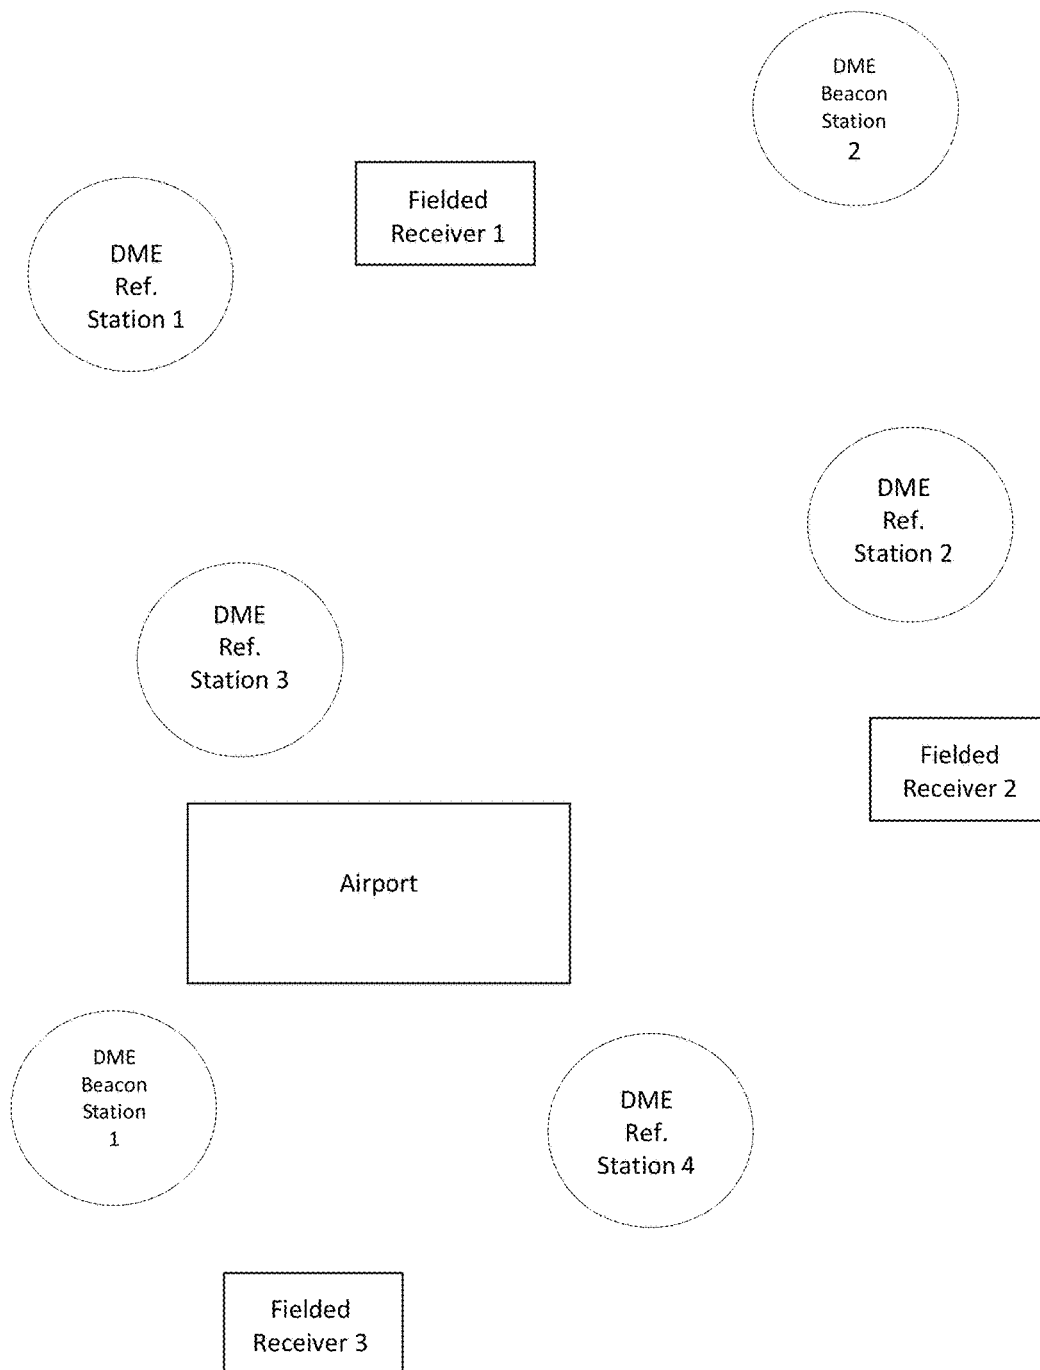 DME
Beacon
Station
2
Fielded
Receiver 1
DME
Ref.
Station 1
DME
Ref.
Station 2
DME
Ref.
Station 3
Fielded
Receiver 2
Airport
DME
Beacon
Station
1
DME
Ref.
Station 4
Fielded
Receiver 3